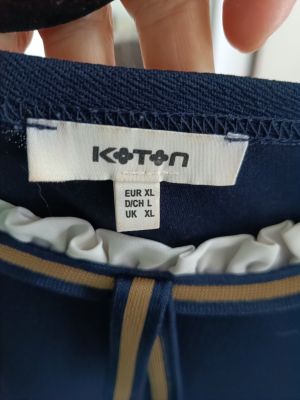 KOTON
EUR XL
D/CH L
UK XL